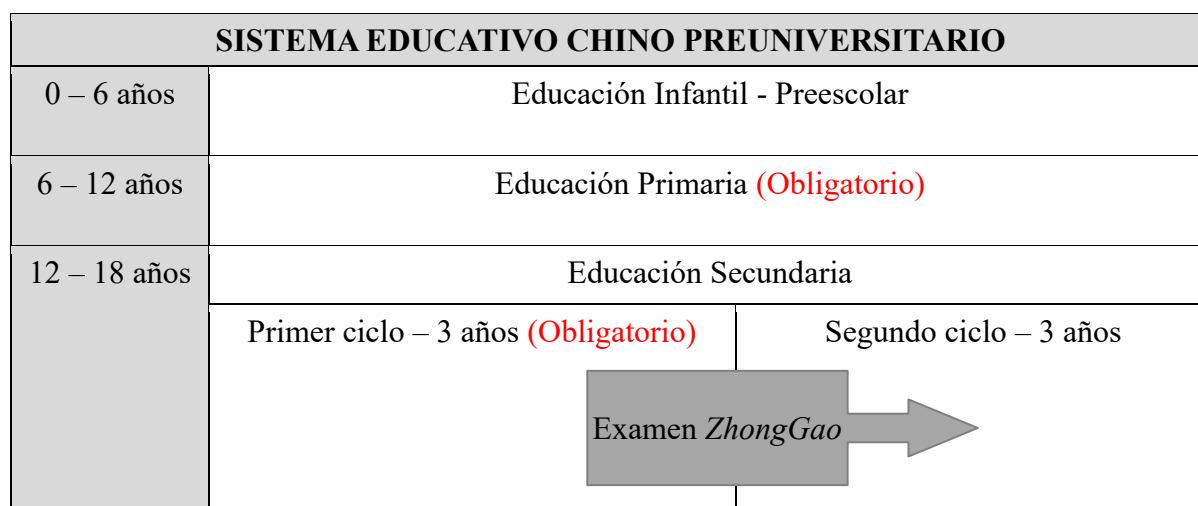 SISTEMA EDUCATIVO CHINO PREUNIVERSITARIO
0 – 6 años
Educación Infantil - Preescolar
6 – 12 años
Educación Primaria (Obligatorio)
12 – 18 años
Educación Secundaria
Primer ciclo – 3 años (Obligatorio)
Segundo ciclo – 3 años
Examen ZhongGao